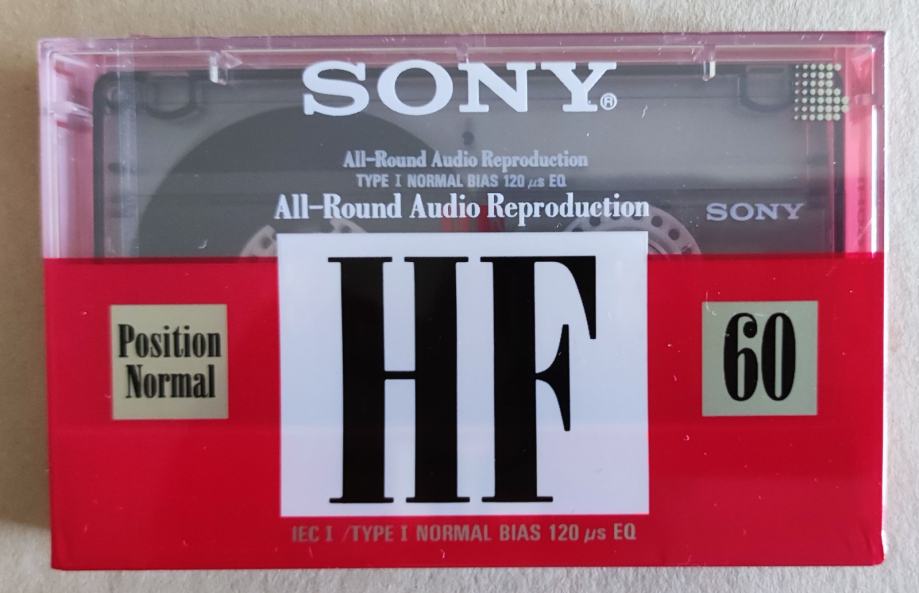 SONY®
All-Round Audio Reproduction
TYPE I NORMAL BIAS 120 µs EQ
All-Round Audio Reproduction
SONY
HF
Position
Normal
60
IEC I /TYPE I NORMAL BIAS 120 µs EQ